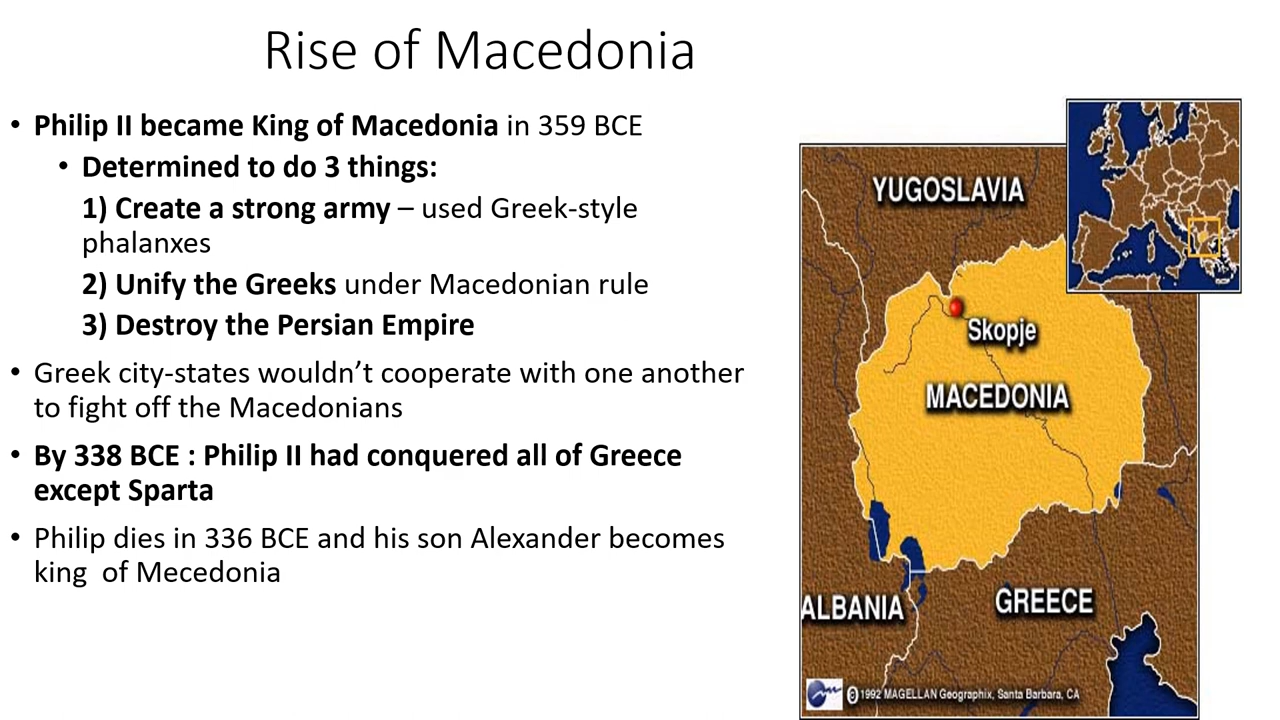 Rise of Macedonia
• Philip II became King of Macedonia in 359 BCE
• Determined to do 3 things:
1) Create a strong army – used Greek-style
phalanxes
2) Unify the Greeks under Macedonian rule
3) Destroy the Persian Empire
• Greek city-states wouldn’t cooperate with one another
to fight off the Macedonians
• By 338 BCE : Philip II had conquered all of Greece
except Sparta
• Philip dies in 336 BCE and his son Alexander becomes
king  of Mecedonia
YUGOSLAVIA
Skopje
MACEDONIA
ALBANIA
GREECE
© 1992 MAGELLAN Geographix, Santa Barbara, CA